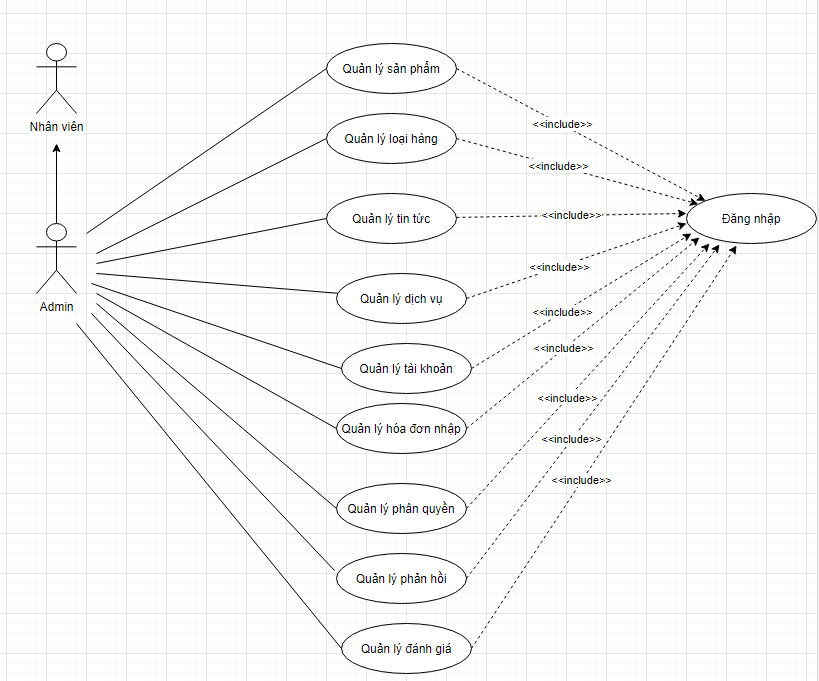 Nhân viên
Admin
Quản lý sản phẩm
Quản lý loại hàng
Quản lý tin tức
Quản lý dịch vụ
Quản lý tài khoản
Quản lý hóa đơn nhập
Quản lý phân quyền
Quản lý phản hồi
Quản lý đánh giá
<<include>>
<<include>>
<<include>>
<<include>>
<<include>>
<<include>>
<<include>>
<<include>>
<<include>>
Đăng nhập